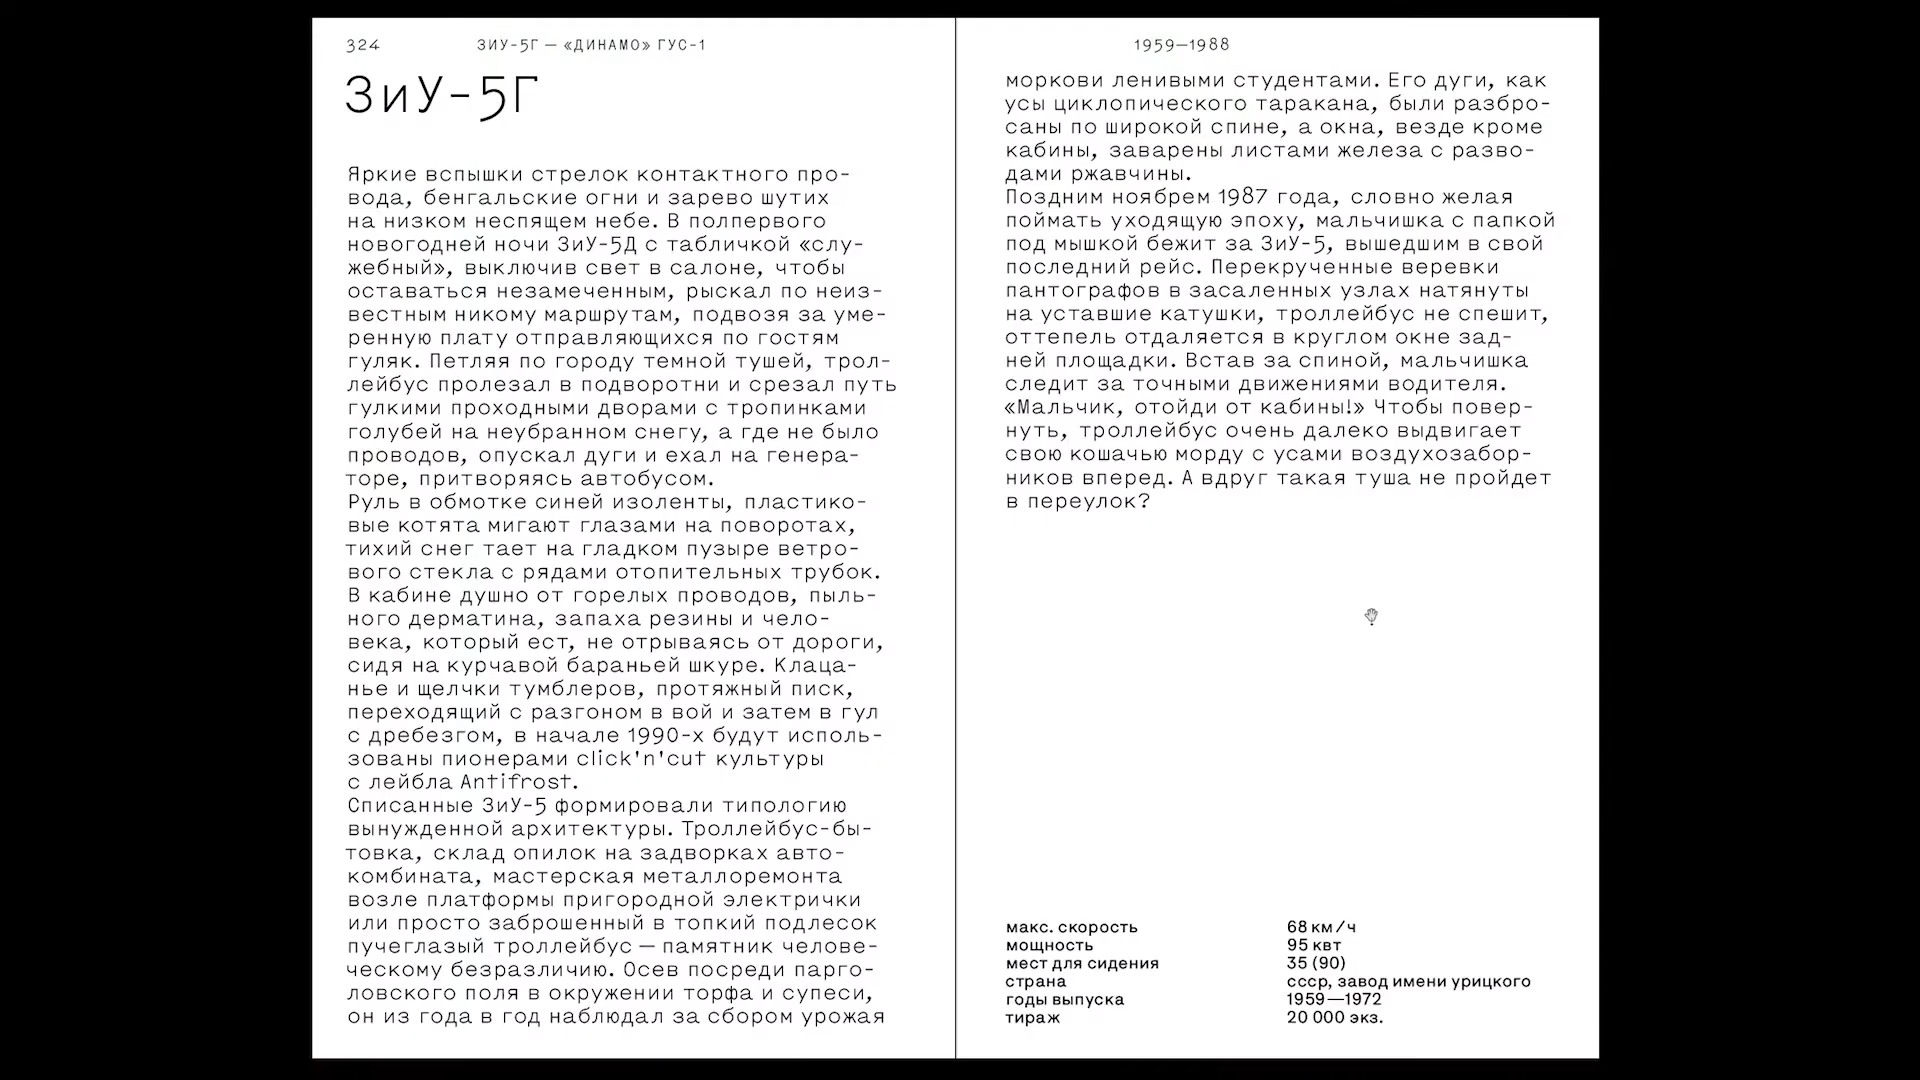 324
ЗИУ-5Г — «ДИНАМО» ГУС-1
ЗиУ-5Г
Яркие вспышки стрелок контактного про-
вода, бенгальские огни и зарево шутих
на низком неспящем небе. В полпервого
новогодней ночи ЗиУ-5Д с табличкой «слу-
жебный», выключив свет в салоне, чтобы
оставаться незамеченным, рыскал по неиз-
вестным никому маршрутам, подвозя за уме-
ренную плату отправляющихся по гостям
гуляк. Петляя по городу темной тушей, трол-
лейбус пролезал в подворотни и срезал путь
гулкими проходными дворами с тропинками
голубей на неубранном снегу, а где не было
проводов, опускал дуги и ехал на генера-
торе, притворяясь автобусом.
Руль в обмотке синей изоленты, пластико-
вые котята мигают глазами на поворотах,
тихий снег тает на гладком пузыре ветро-
вого стекла с рядами отопительных трубок.
В кабине душно от горелых проводов, пыль-
ного дерматина, запаха резины и чело-
века, который ест, не отрываясь от дороги,
сидя на курчавой бараньей шкуре. Клаца-
нье и щелчки тумблеров, протяжный писк,
переходящий с разгоном в вой и затем в гул
с дребезгом, в начале 1990-х будут исполь-
зованы пионерами click'n'cut культуры
с лейбла Antifrost.
Списанные ЗиУ-5 формировали типологию
вынужденной архитектуры. Троллейбус-бы-
товка, склад опилок на задворках авто-
комбината, мастерская металлоремонта
возле платформы пригородной электрички
или просто заброшенный в топкий подлесок
пучеглазый троллейбус — памятник челове-
ческому безразличию. Осев посреди парго-
ловского поля в окружении торфа и супеси,
он из года в год наблюдал за сбором урожая
1959—1988
моркови ленивыми студентами. Его дуги, как
усы циклопического таракана, были разбро-
саны по широкой спине, а окна, везде кроме
кабины, заварены листами железа с разво-
дами ржавчины.
Поздним ноябрем 1987 года, словно желая
поймать уходящую эпоху, мальчишка с папкой
под мышкой бежит за ЗиУ-5, вышедшим в свой
последний рейс. Перекрученные веревки
пантографов в засаленных узлах натянуты
на уставшие катушки, троллейбус не спешит,
оттепель отдаляется в круглом окне зад-
ней площадки. Встав за спиной, мальчишка
следит за точными движениями водителя.
«Мальчик, отойди от кабины!» Чтобы повер-
нуть, троллейбус очень далеко выдвигает
свою кошачью морду с усами воздухозабор-
ников вперед. А вдруг такая туша не пройдет
в переулок?
макс. скорость 68 км/ч
мощность 95 квт
мест для сидения 35 (90)
страна ссср, завод имени урицкого
годы выпуска 1959—1972
тираж 20 000 экз.